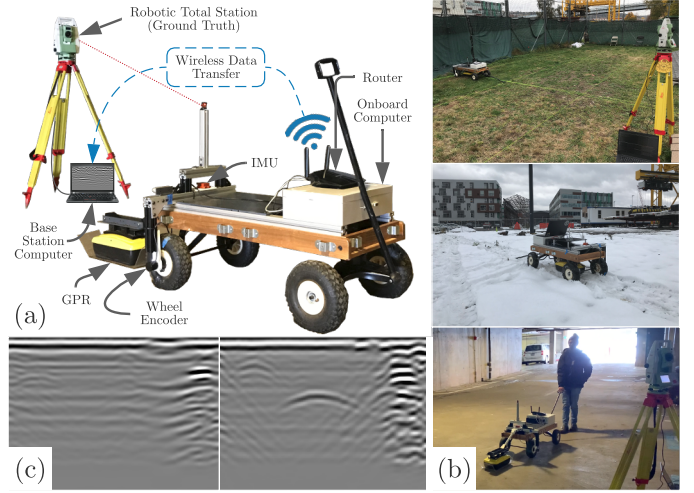 Robotic Total Station
(Ground Truth)
Wireless Data
Transfer
Router
Onboard
Computer
IMU
Base
Station
Computer
GPR
Wheel
Encoder
(a)
(b)
(c)